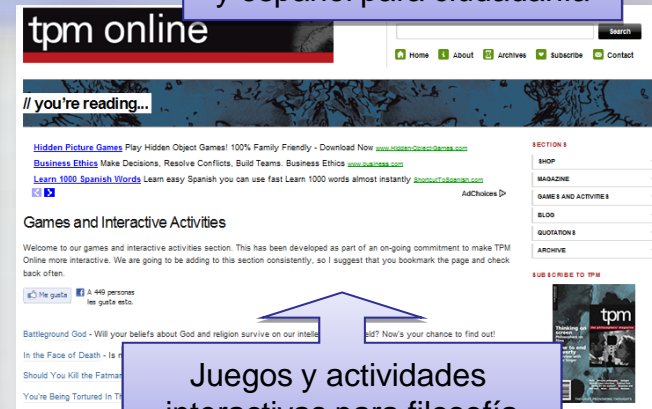 y español para ciudadanía
tpm online
Search
Home About Archives Subscribe Contact
// you're reading...
Hidden Picture Games Play Hidden Object Games! 100% Family Friendly - Download Now www.Hidden-Object-Games.com
Business Ethics Make Decisions, Resolve Conflicts, Build Teams. Business Ethics www.business.com
Learn 1000 Spanish Words Learn easy Spanish you can use fast Learn 1000 words almost instantly ShortcutToSpanish.com
AdChoices
Games and Interactive Activities
Welcome to our games and interactive activities section. This has been developed as part of an on-going commitment to make TPM
Online more interactive. We are going to be adding to this section consistently, so I suggest that you bookmark the page and check
back often.
Me gusta A 449 personas
les gusta esto.
Battleground God - Will your beliefs about God and religion survive on our intelle eld? Now's your chance to find out!
In the Face of Death - Is
Should You Kill the Fatman
You're Being Tortured In Th
Juegos y actividades
interactivas para filosofía
SECTIONS
SHOP
MAGAZINE
GAMES AND ACTIVITIES
BLOG
QUOTATIONS
ARCHIVE
SUBSCRIBE TO TPM
tpm
the philosophers' magazine
Thinking on
screen